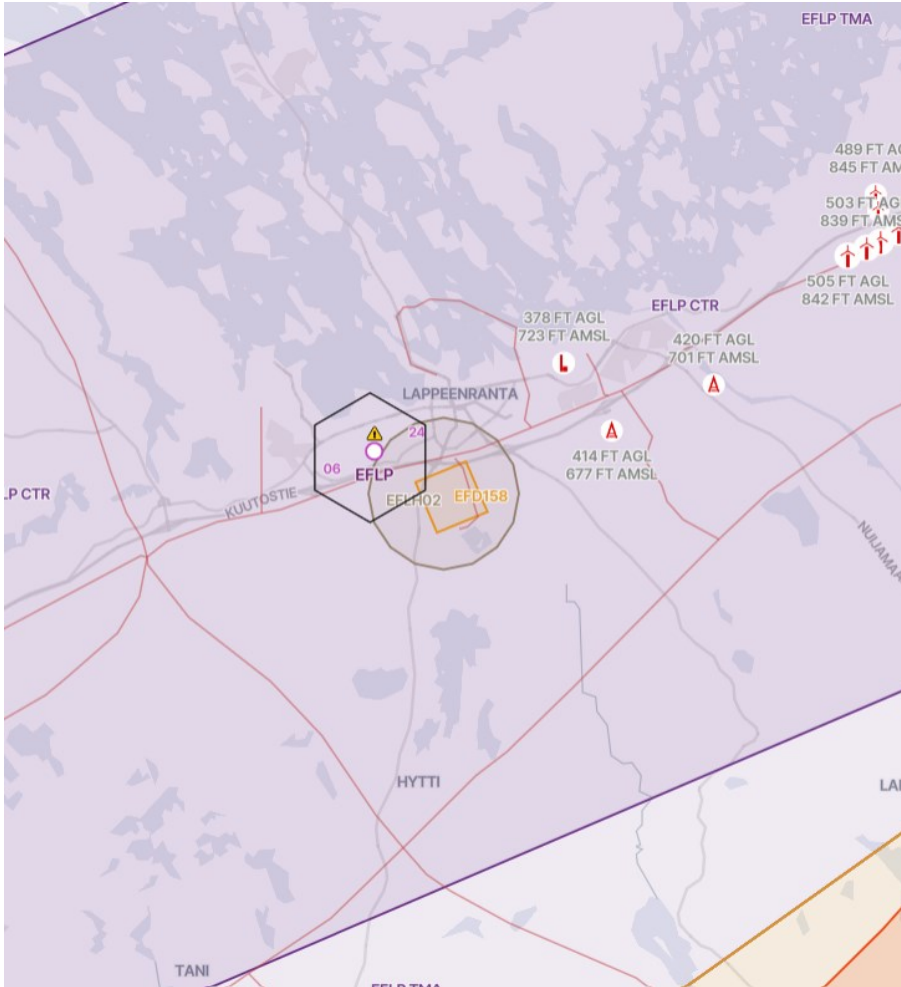 EFLP TMA
489 FT AG
845 FT AM
503 FT AG
839 FT AMS
505 FT AGL
842 FT AMSL
EFLP CTR
378 FT AGL
723 FT AMSL
420 FT AGL
701 FT AMSL
LAPPEENRANTA
24
06
EFLP
414 FT AGL
677 FT AMSL
LP CTR
KUUTOSTIE
EFLH02
EFD158
NUIJAMAA
HYTTI
LA
TANI
EFLP TMA